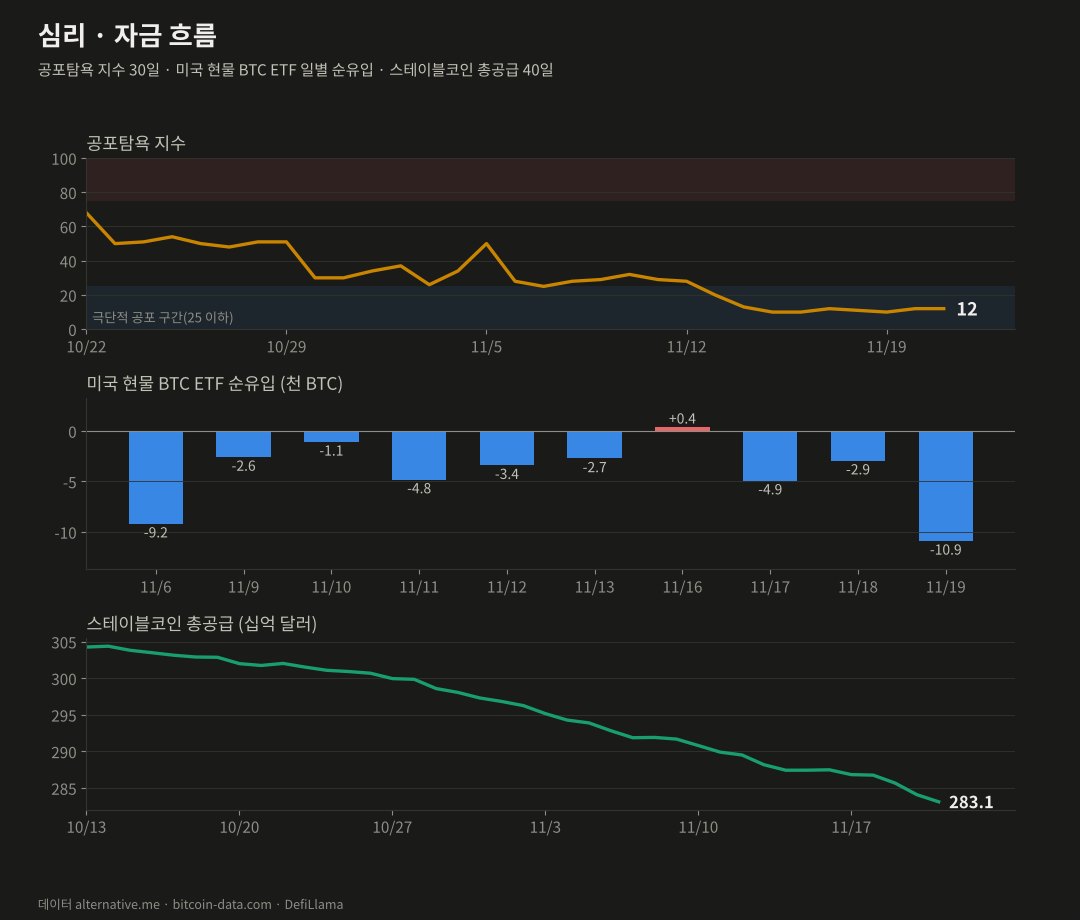 심리 · 자금 흐름
공포탐욕 지수 30일 · 미국 현물 BTC ETF 일별 순유입 · 스테이블코인 총공급 40일
공포탐욕 지수
100
80
60
40
20
0
극단적 공포 구간(25 이하)
12
10/22 10/29 11/5 11/12 11/19
미국 현물 BTC ETF 순유입 (천 BTC)
0
-5
-10
-9.2 -2.6 -1.1 -4.8 -3.4 -2.7 +0.4 -4.9 -2.9 -10.9
11/6 11/9 11/10 11/11 11/12 11/13 11/16 11/17 11/18 11/19
스테이블코인 총공급 (십억 달러)
305
300
295
290
285
283.1
10/13 10/20 10/27 11/3 11/10 11/17
데이터 alternative.me · bitcoin-data.com · DefiLlama